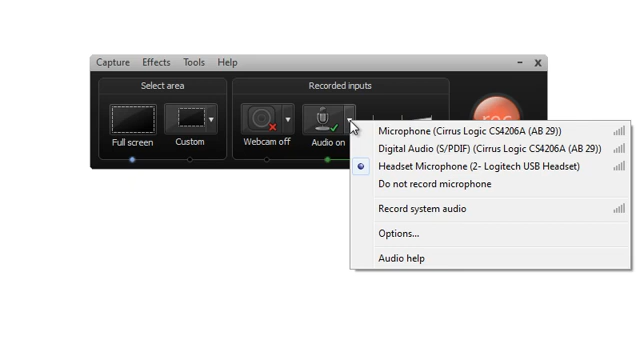 Capture Effects Tools Help
Select area
Recorded inputs
Full screen
Custom
Webcam off
Audio on
rec
Microphone (Cirrus Logic CS4206A (AB 29))
Digital Audio (S/PDIF) (Cirrus Logic CS4206A (AB 29))
Headset Microphone (2- Logitech USB Headset)
Do not record microphone
Record system audio
Options...
Audio help